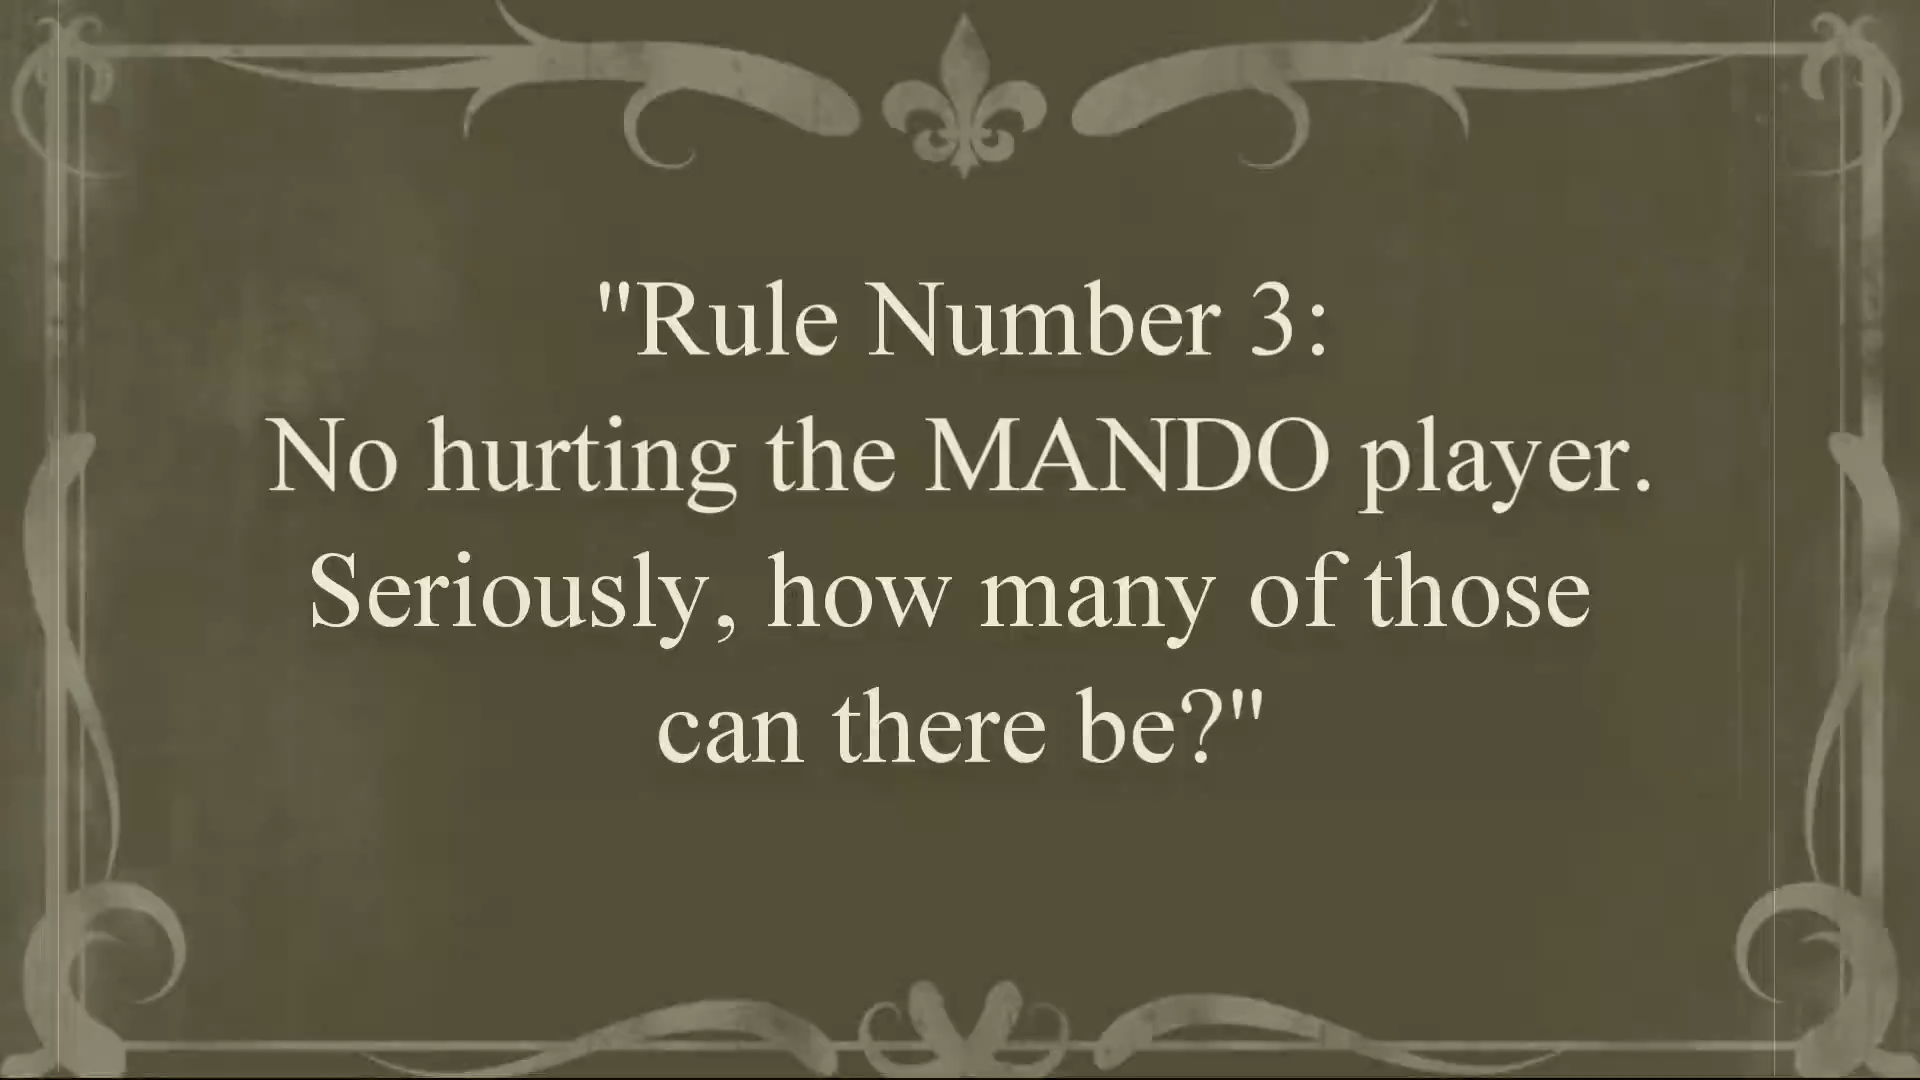 "Rule Number 3:
No hurting the MANDO player.
Seriously, how many of those
can there be?"